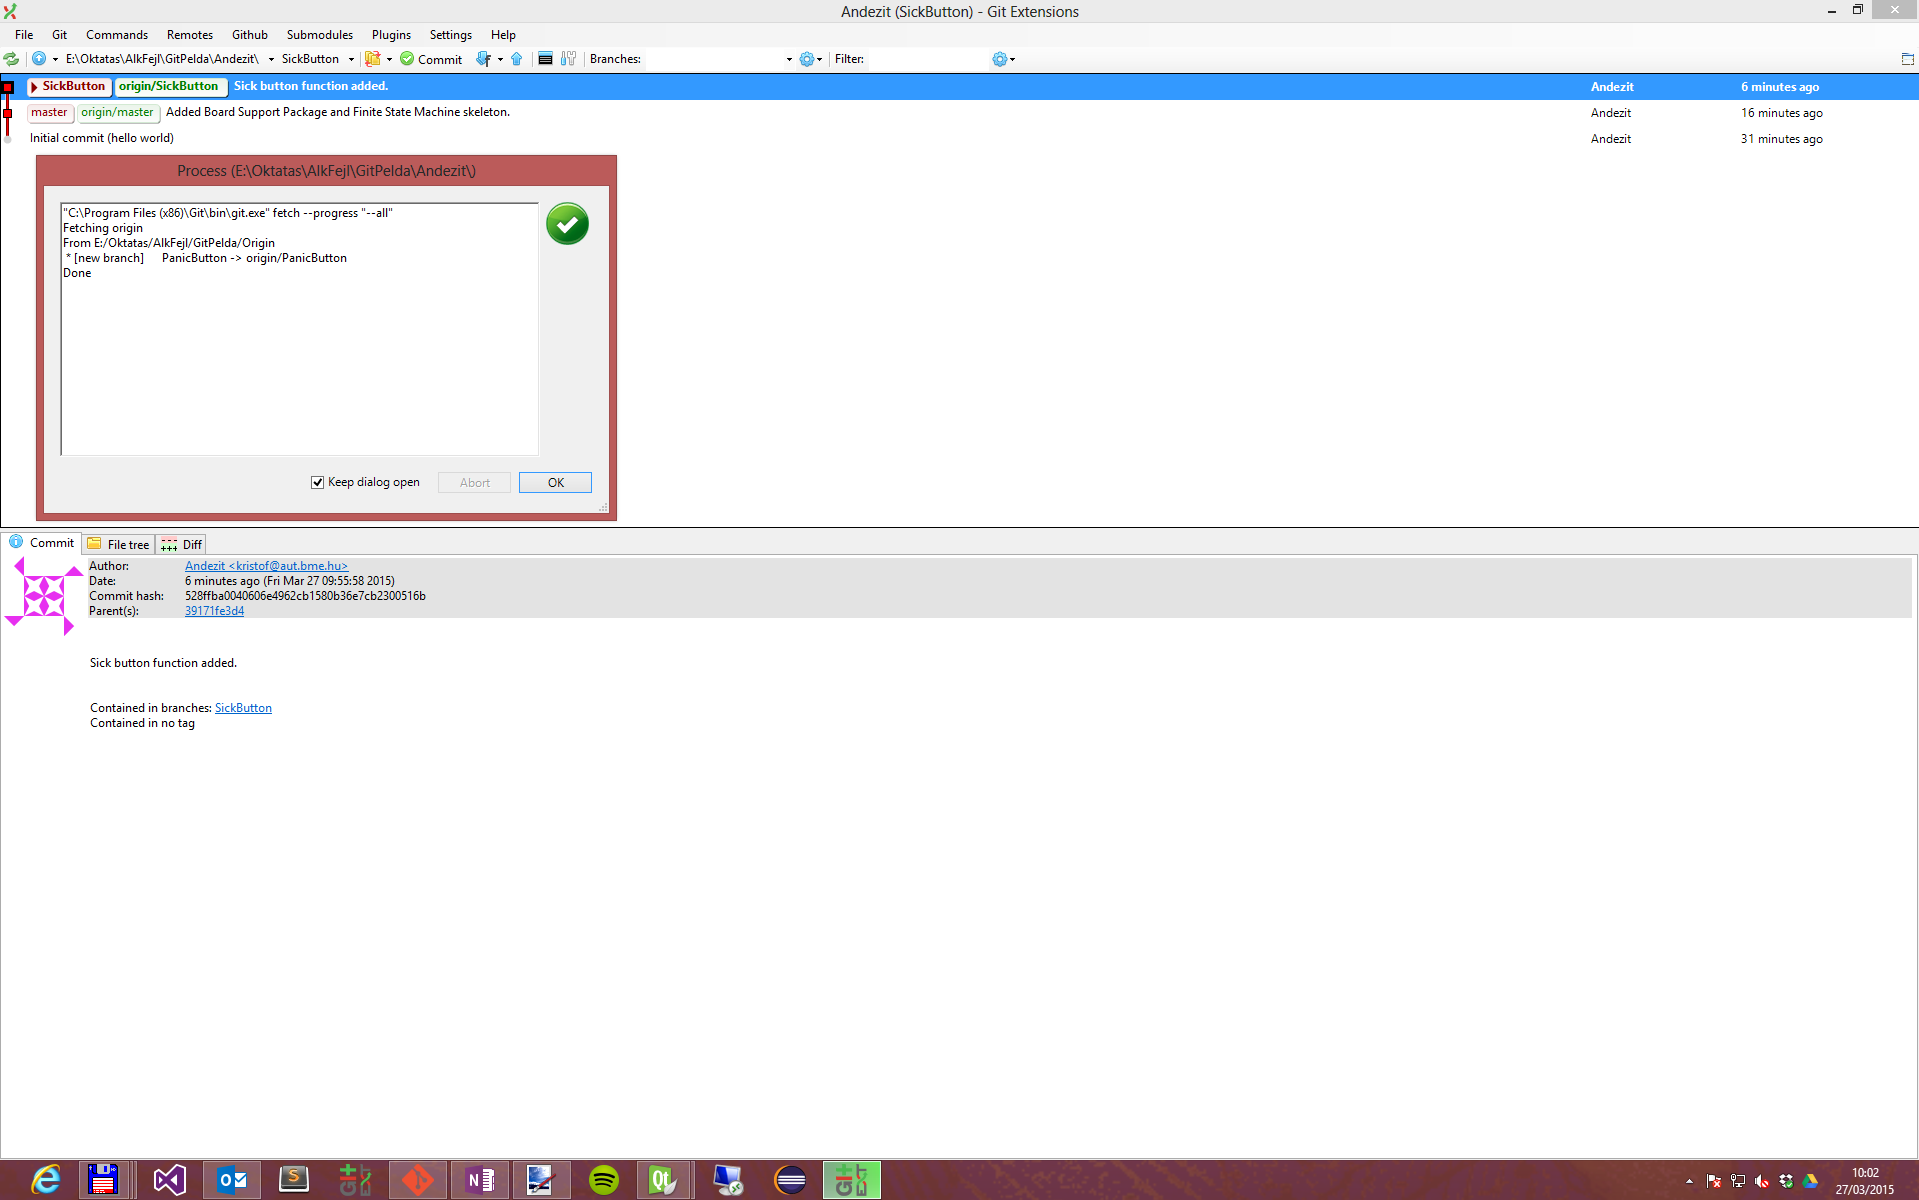 Andezit (SickButton) - Git Extensions
File Git Commands Remotes Github Submodules Plugins Settings Help
E:\Oktatas\AlkFejl\GitPelda\Andezit\ SickButton Commit Branches: Filter:
SickButton origin/SickButton Sick button function added. Andezit 6 minutes ago
master origin/master Added Board Support Package and Finite State Machine skeleton. Andezit 16 minutes ago
Initial commit (hello world) Andezit 31 minutes ago
Process (E:\Oktatas\AlkFejl\GitPelda\Andezit\)
"C:\Program Files (x86)\Git\bin\git.exe" fetch --progress "--all"
Fetching origin
From E:/Oktatas/AlkFejl/GitPelda/Origin
* [new branch] PanicButton -> origin/PanicButton
Done
Keep dialog open Abort OK
Commit File tree Diff
Author: Andezit <kristof@aut.bme.hu>
Date: 6 minutes ago (Fri Mar 27 09:55:58 2015)
Commit hash: 528ffba0040606e4962cb1580b36e7cb2300516b
Parent(s): 39171fe3d4
Sick button function added.
Contained in branches: SickButton
Contained in no tag
10:02
27/03/2015